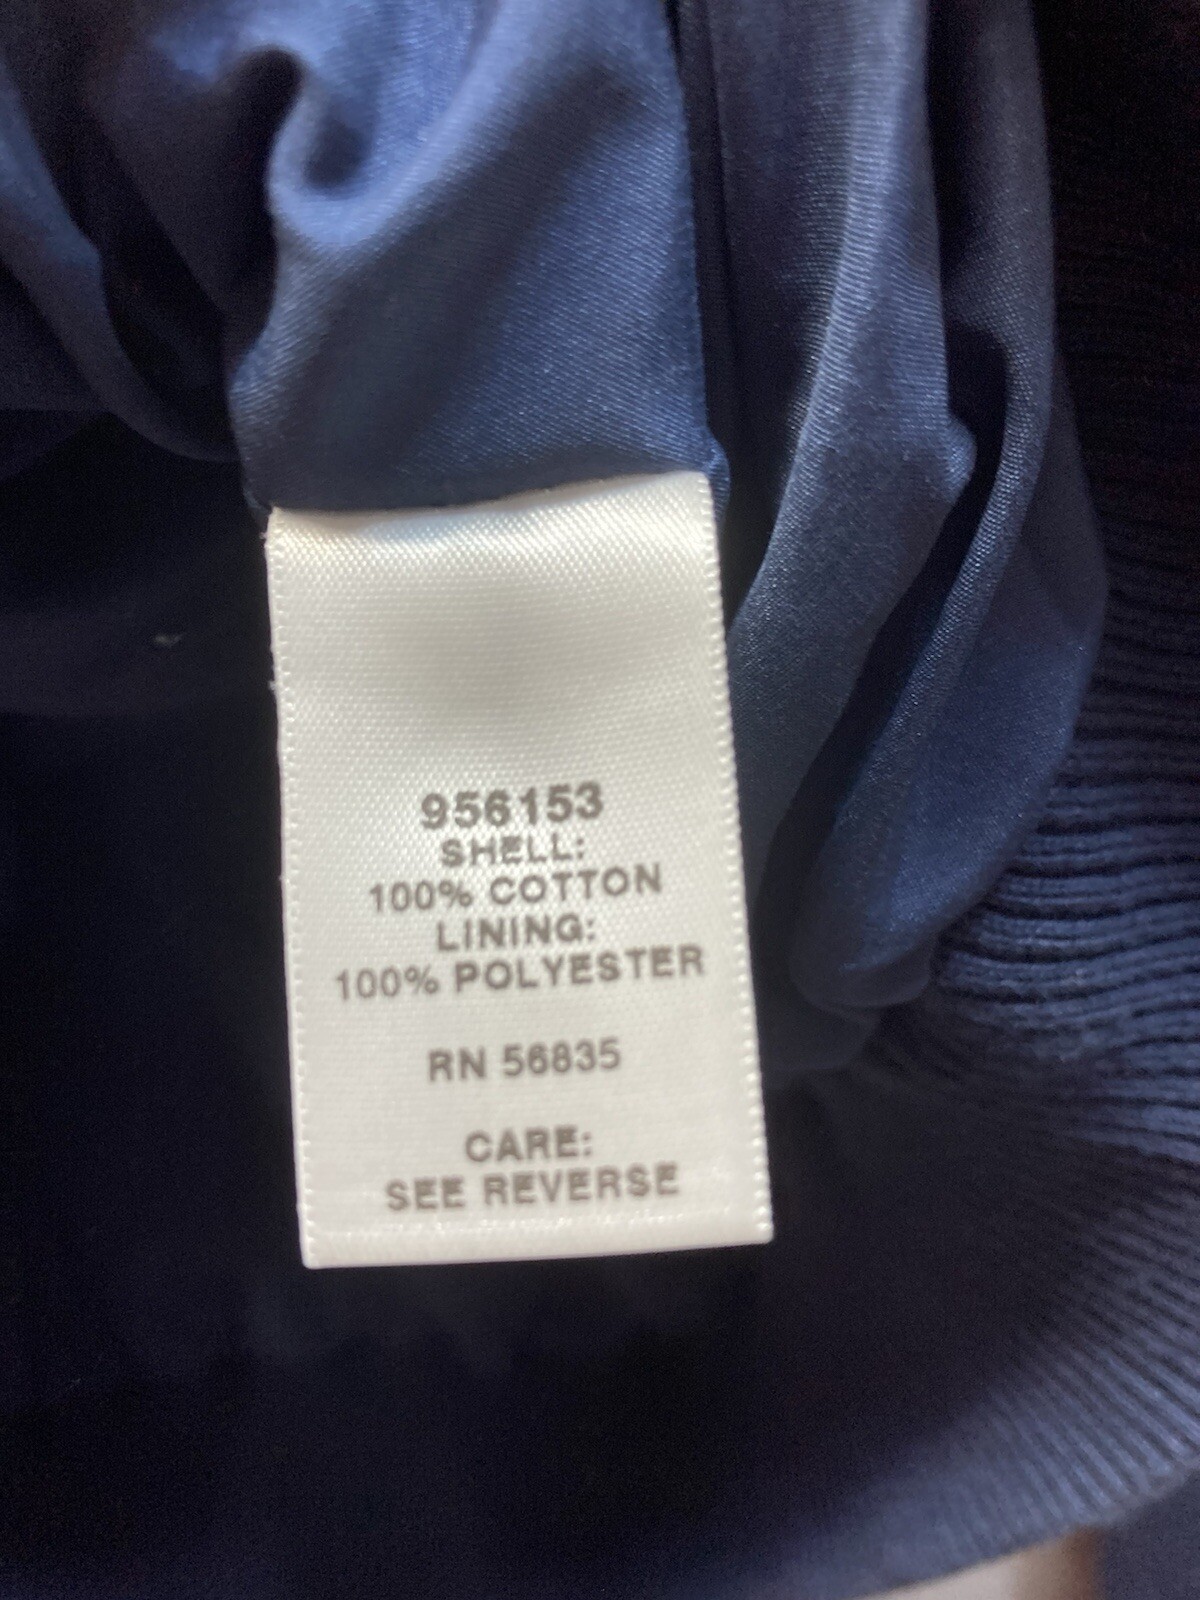 956153
SHELL:
100% COTTON
LINING:
100% POLYESTER
RN 56835
CARE:
SEE REVERSE